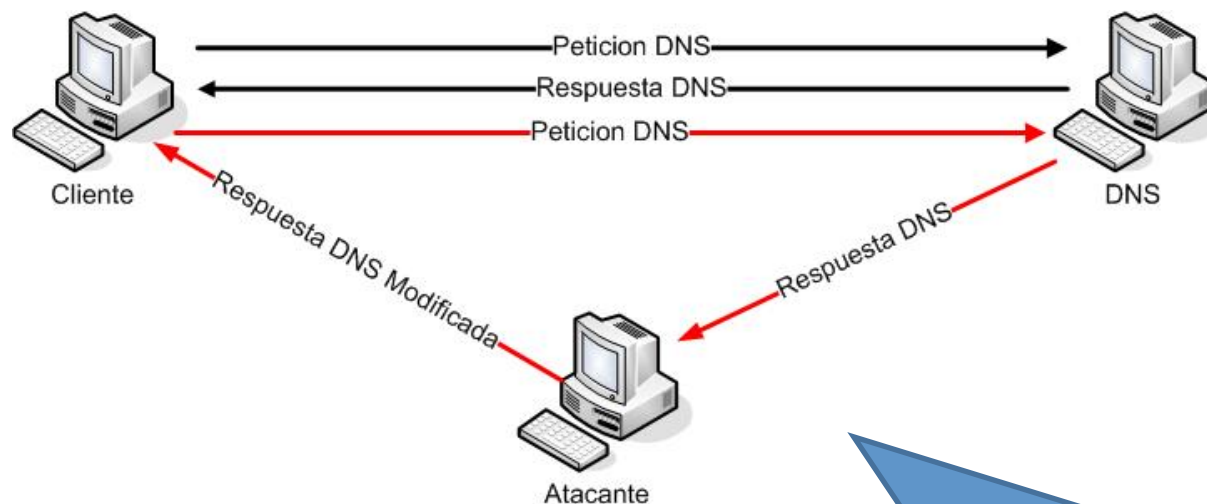 Peticion DNS
Respuesta DNS
Peticion DNS
Cliente
DNS
Respuesta DNS Modificada
Respuesta DNS
Atacante